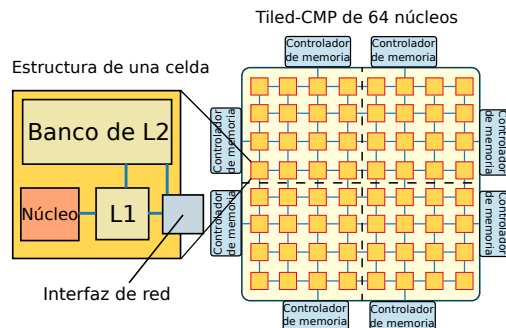 Tiled-CMP de 64 núcleos
Controlador
de memoria
Controlador
de memoria
Estructura de una celda
Banco de L2
Núcleo
L1
Interfaz de red
Controlador
de memoria
Controlador
de memoria
Controlador
de memoria
Controlador
de memoria
Controlador
de memoria
Controlador
de memoria